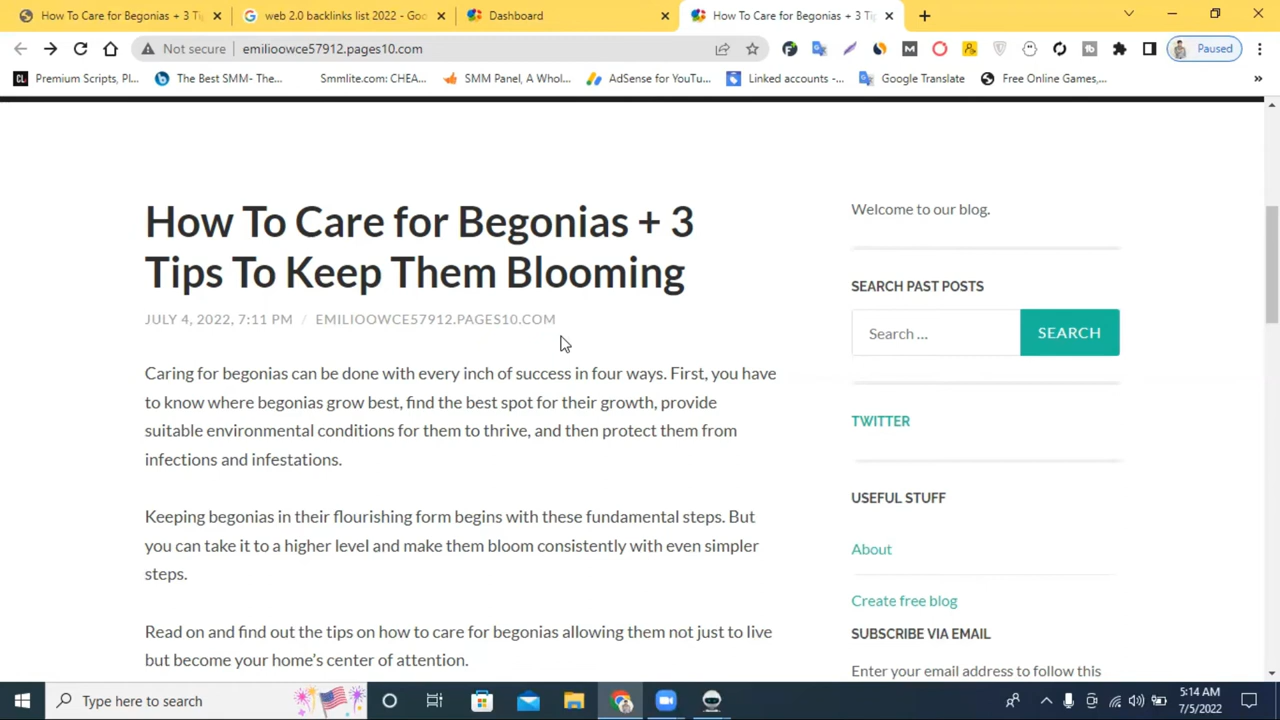 How To Care for Begonias + 3 Ti
web 2.0 backlinks list 2022 - Goo
Dashboard
How To Care for Begonias + 3 Tip
Not secure
emilioowce57912.pages10.com
Paused
Premium Scripts, Pl...
The Best SMM- The...
Smmlite.com: CHEA...
SMM Panel, A Whol...
AdSense for YouTu...
Linked accounts -...
Google Translate
Free Online Games,...
How To Care for Begonias + 3
Tips To Keep Them Blooming
JULY 4, 2022, 7:11 PM / EMILIOOWCE57912.PAGES10.COM
Caring for begonias can be done with every inch of success in four ways. First, you have
to know where begonias grow best, find the best spot for their growth, provide
suitable environmental conditions for them to thrive, and then protect them from
infections and infestations.
Keeping begonias in their flourishing form begins with these fundamental steps. But
you can take it to a higher level and make them bloom consistently with even simpler
steps.
Read on and find out the tips on how to care for begonias allowing them not just to live
but become your home's center of attention.
Welcome to our blog.
SEARCH PAST POSTS
Search ...
SEARCH
TWITTER
USEFUL STUFF
About
Create free blog
SUBSCRIBE VIA EMAIL
Enter your email address to follow this
Type here to search
5:14 AM
7/5/2022